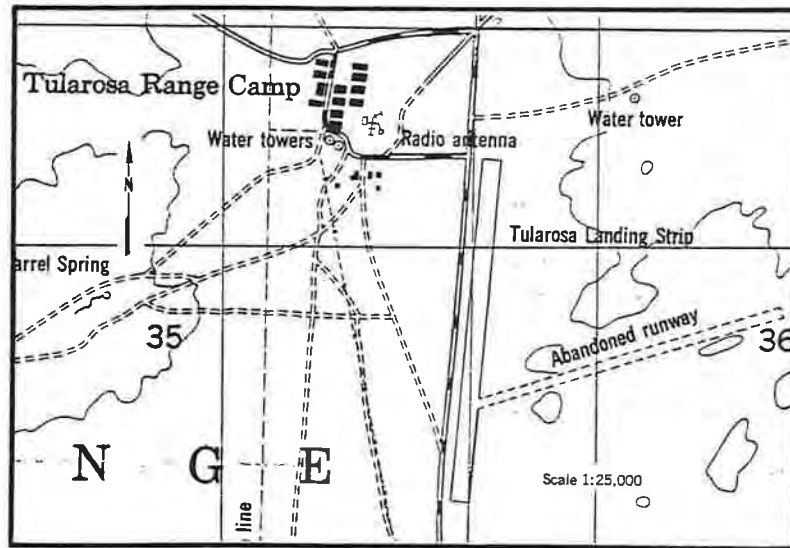 Tularosa Range Camp
Water towers
Radio antenna
Water tower
N
Tularosa Landing Strip
arrel Spring
35
Abandoned runway
36
N G E
Scale 1:25,000
line